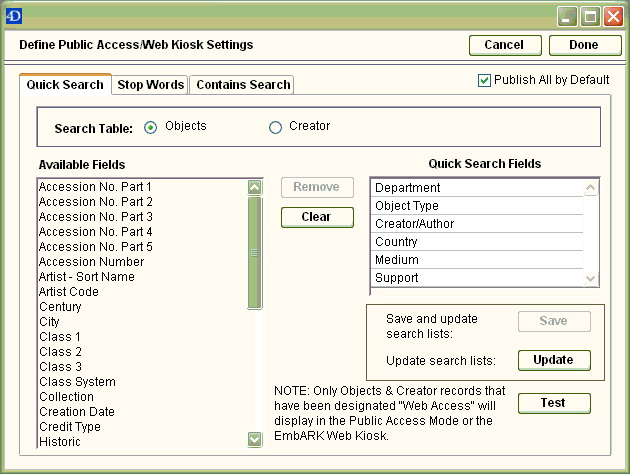 4D
Define Public Access/Web Kiosk Settings
Cancel
Done
Quick Search
Stop Words
Contains Search
Publish All by Default
Search Table:
Objects
Creator
Available Fields
Accession No. Part 1
Accession No. Part 2
Accession No. Part 3
Accession No. Part 4
Accession No. Part 5
Accession Number
Artist - Sort Name
Artist Code
Century
City
Class 1
Class 2
Class 3
Class System
Collection
Creation Date
Credit Type
Historic
Remove
Clear
Quick Search Fields
Department
Object Type
Creator/Author
Country
Medium
Support
Save and update
search lists:
Save
Update search lists:
Update
NOTE: Only Objects & Creator records that
have been designated "Web Access" will
display in the Public Access Mode or the
EmbARK Web Kiosk.
Test